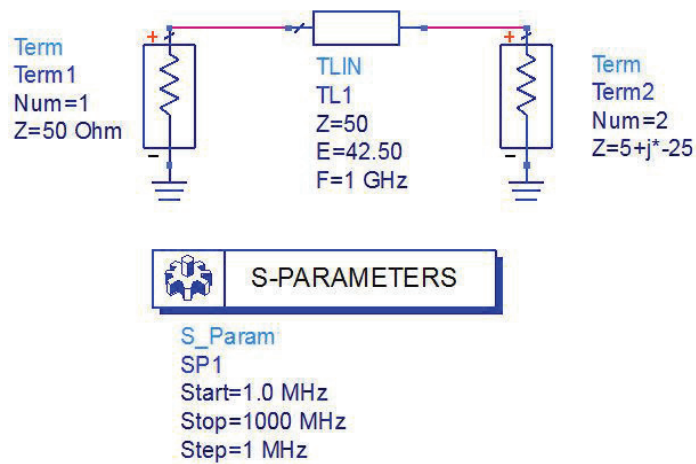 Term
Term1
Num=1
Z=50 Ohm
+
-
TLIN
TL1
Z=50
E=42.50
F=1 GHz
+
-
Term
Term2
Num=2
Z=5+j*-25
S-PARAMETERS
S_Param
SP1
Start=1.0 MHz
Stop=1000 MHz
Step=1 MHz